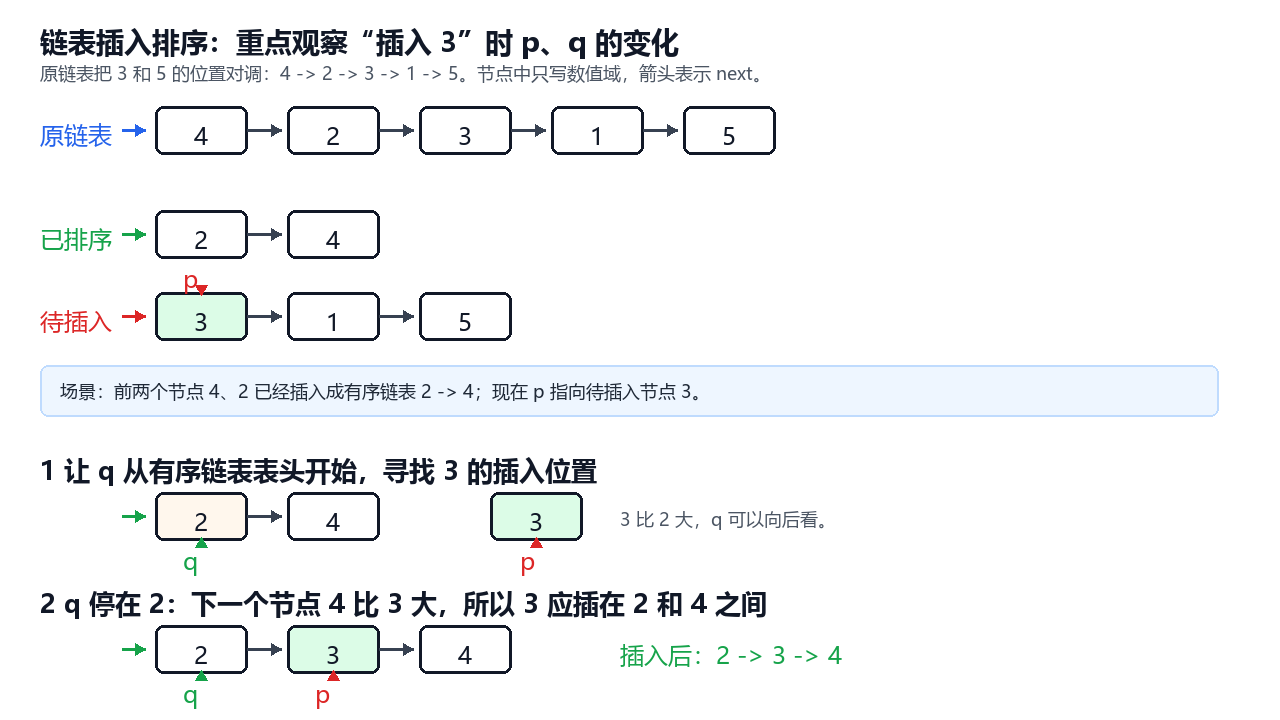 链表插入排序：重点观察“插入 3”时 p、q 的变化
原链表把 3 和 5 的位置对调：4 -> 2 -> 3 -> 1 -> 5。节点中只写数值域，箭头表示 next。
原链表 4 2 3 1 5
已排序 2 4
p
待插入 3 1 5
场景：前两个节点 4、2 已经插入成有序链表 2 -> 4；现在 p 指向待插入节点 3。
1 让 q 从有序链表表头开始，寻找 3 的插入位置
2 4 3 3 比 2 大，q 可以向后看。
q p
2 q 停在 2：下一个节点 4 比 3 大，所以 3 应插在 2 和 4 之间
2 3 4 插入后：2 -> 3 -> 4
q p